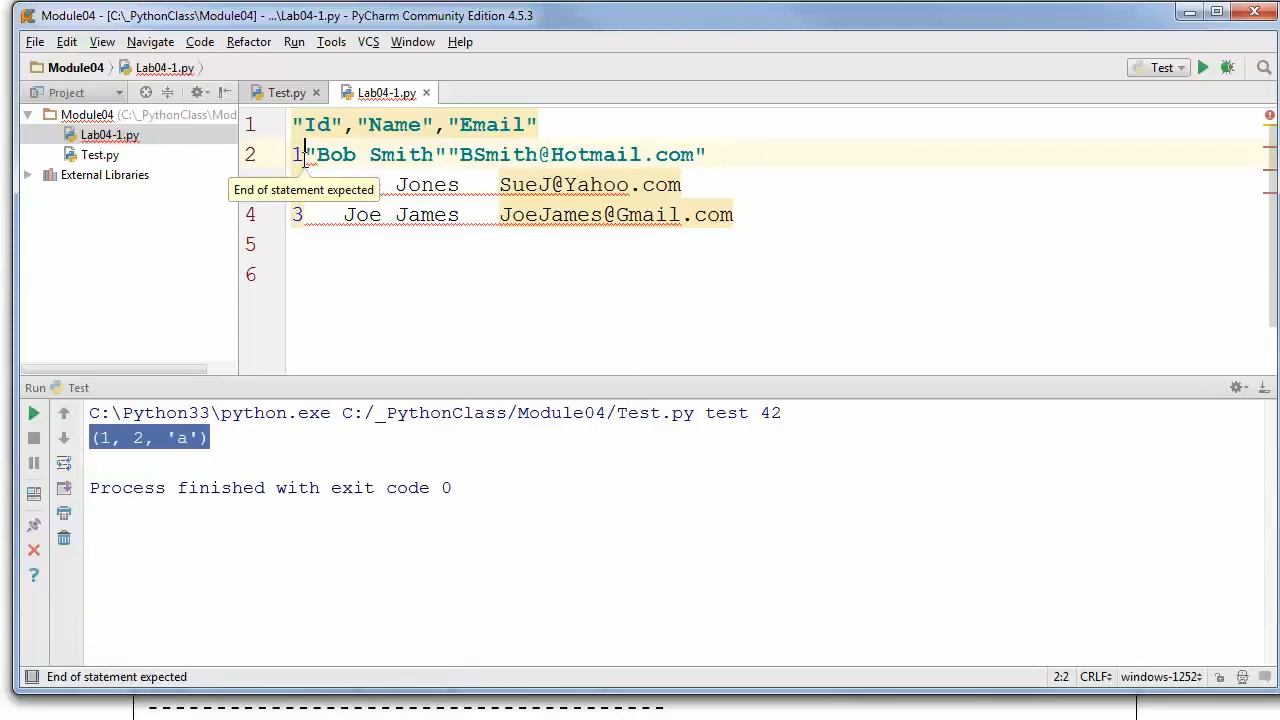 Module04 - [C:\_PythonClass\Module04] - ...\Lab04-1.py - PyCharm Community Edition 4.5.3
File Edit View Navigate Code Refactor Run Tools VCS Window Help
Module04 Lab04-1.py Test
Project Test.py Lab04-1.py
Module04 (C:\_PythonClass\Mod
Lab04-1.py
Test.py
External Libraries
1 "Id","Name","Email"
2 1"Bob Smith""BSmith@Hotmail.com"
End of statement expected
Jones SueJ@Yahoo.com
4 3 Joe James JoeJames@Gmail.com
5
6
Run Test
C:\Python33\python.exe C:/_PythonClass/Module04/Test.py test 42
(1, 2, 'a')
Process finished with exit code 0
End of statement expected 2:2 CRLF windows-1252